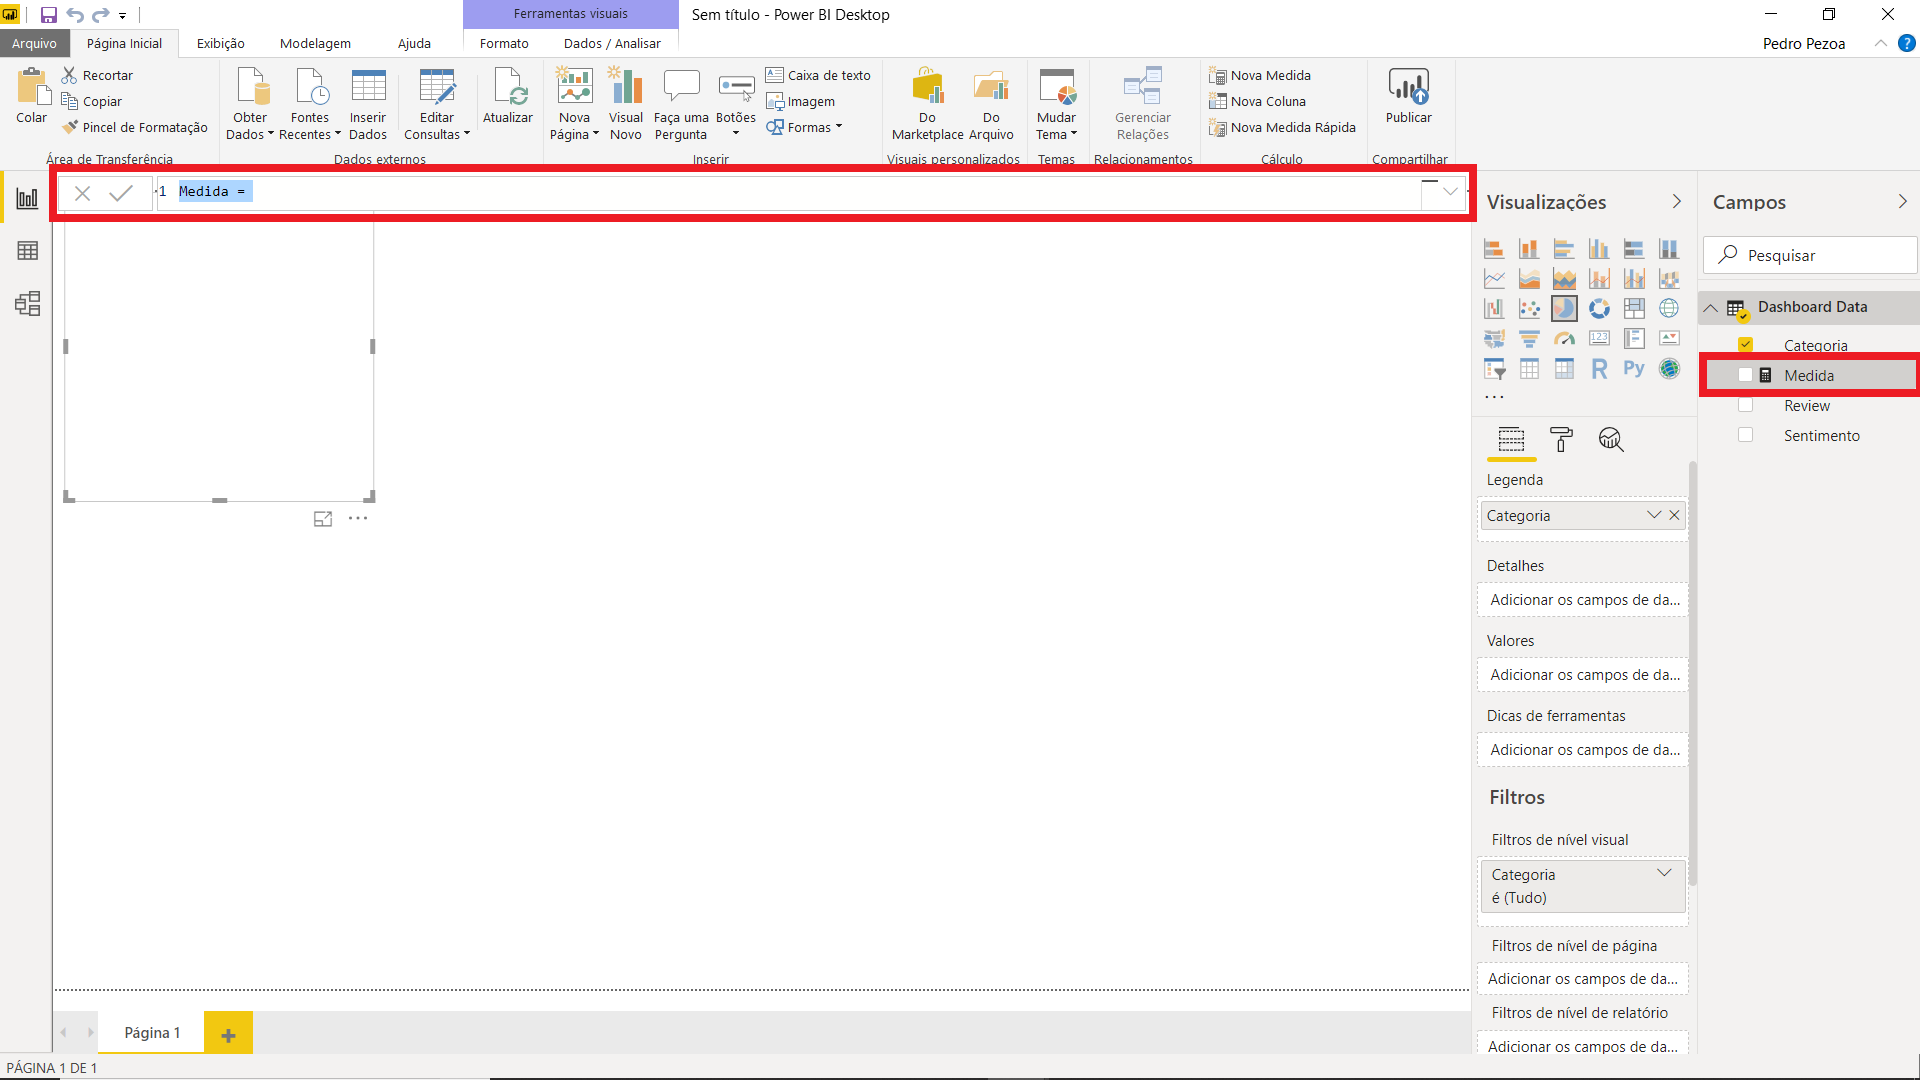 Ferramentas visuais
Sem título - Power BI Desktop
Arquivo
Página Inicial
Exibição
Modelagem
Ajuda
Formato
Dados / Analisar
Pedro Pezoa
?
Colar
Recortar
Copiar
Pincel de Formatação
Área de Transferência
Obter
Dados
Fontes
Recentes
Inserir
Dados
Editar
Consultas
Atualizar
Dados externos
Nova
Página
Visual
Novo
Faça uma
Pergunta
Botões
Caixa de texto
Imagem
Formas
Inserir
Do
Marketplace
Do
Arquivo
Visuais personalizados
Mudar
Tema
Temas
Gerenciar
Relações
Relacionamentos
Nova Medida
Nova Coluna
Nova Medida Rápida
Cálculo
Publicar
Compartilhar
1 Medida =
Visualizações
123
R
Py
...
Legenda
Categoria
Detalhes
Adicionar os campos de da...
Valores
Adicionar os campos de da...
Dicas de ferramentas
Adicionar os campos de da...
Filtros
Filtros de nível visual
Categoria
é (Tudo)
Filtros de nível de página
Adicionar os campos de da...
Filtros de nível de relatório
Adicionar os campos de da...
Campos
Pesquisar
Dashboard Data
Categoria
Medida
Review
Sentimento
Página 1
+
PÁGINA 1 DE 1